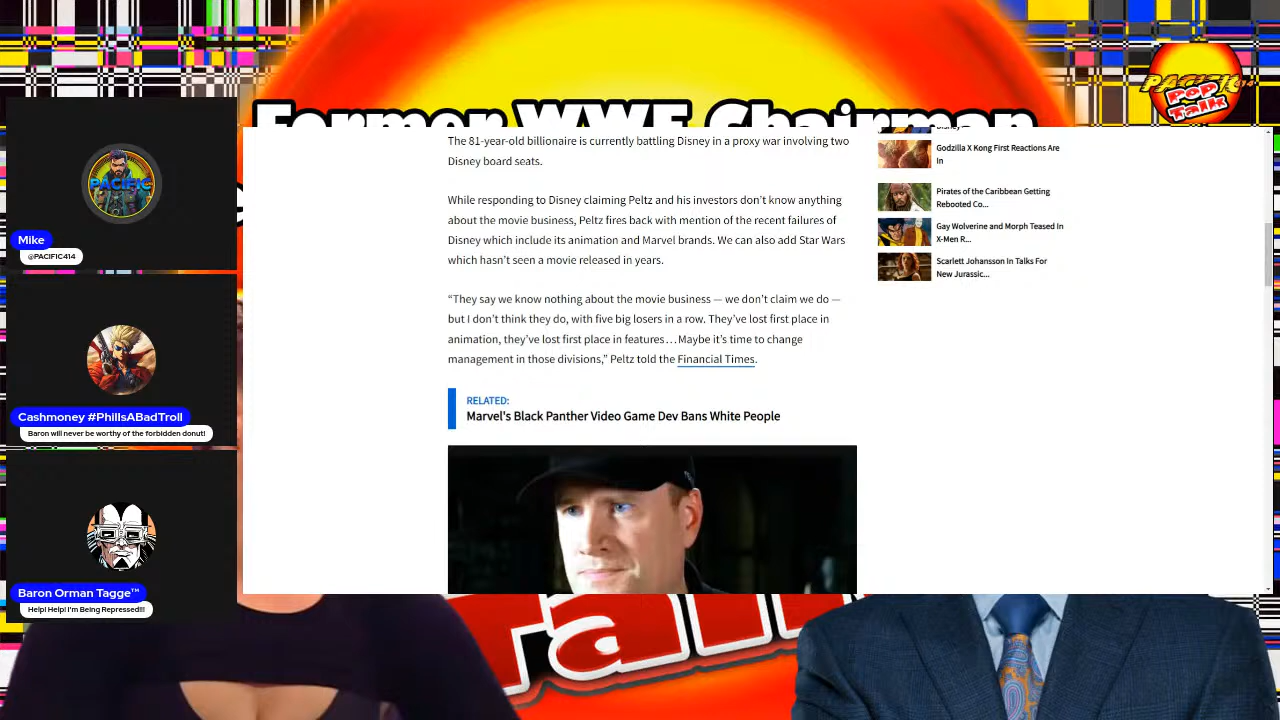 Former WWE Chairman
PACIFIC414
Pop
Talk
PACIFIC
Mike
@PACIFIC414
Cashmoney #PhilIsABadTroll
Baron will never be worthy of the forbidden donut!
Baron Orman Tagge™
Help! Help! I'm Being Repressed!!!
The 81-year-old billionaire is currently battling Disney in a proxy war involving two
Disney board seats.
While responding to Disney claiming Peltz and his investors don’t know anything
about the movie business, Peltz fires back with mention of the recent failures of
Disney which include its animation and Marvel brands. We can also add Star Wars
which hasn’t seen a movie released in years.
“They say we know nothing about the movie business — we don’t claim we do —
but I don’t think they do, with five big losers in a row. They’ve lost first place in
animation, they’ve lost first place in features…Maybe it’s time to change
management in those divisions,” Peltz told the Financial Times.
RELATED:
Marvel's Black Panther Video Game Dev Bans White People
Disney...
Godzilla X Kong First Reactions Are
In
Pirates of the Caribbean Getting
Rebooted Co...
Gay Wolverine and Morph Teased In
X-Men R...
Scarlett Johansson In Talks For
New Jurassic...
Talk